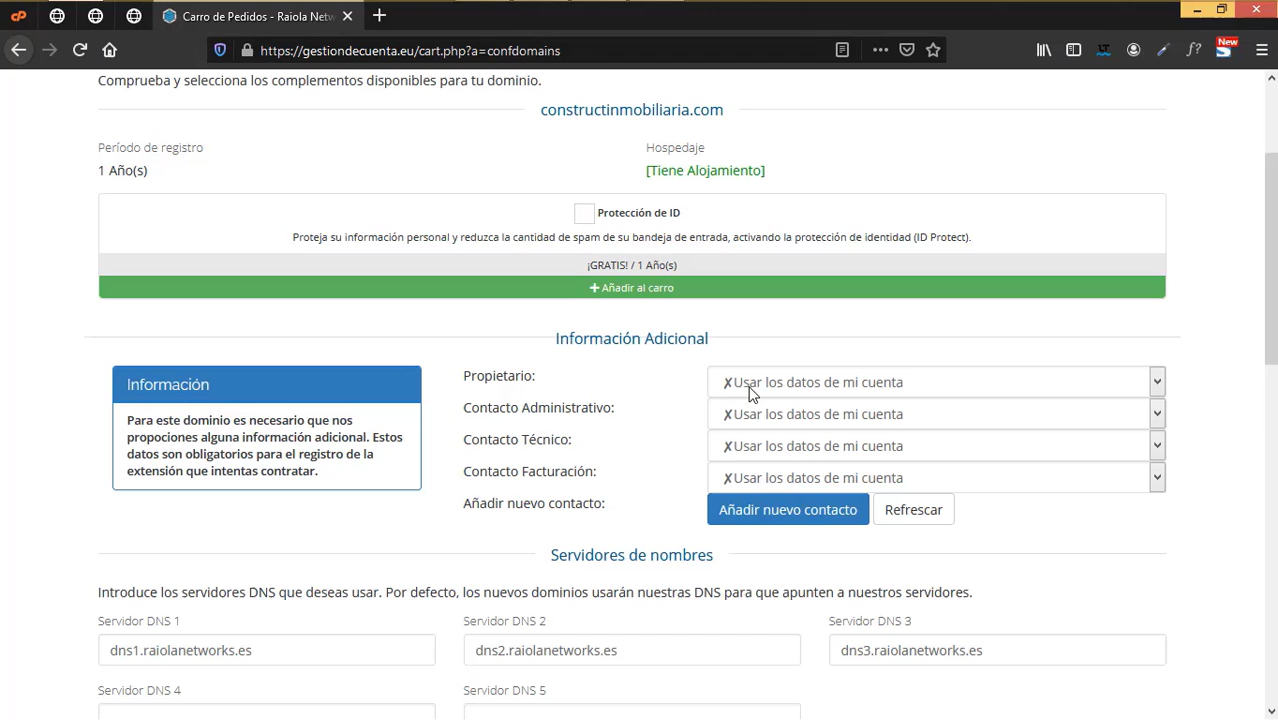 Carro de Pedidos - Raiola Netw
https://gestiondecuenta.eu/cart.php?a=confdomains
New
Comprueba y selecciona los complementos disponibles para tu dominio.
constructinmobiliaria.com
Período de registro
Hospedaje
1 Año(s)
[Tiene Alojamiento]
Protección de ID
Proteja su información personal y reduzca la cantidad de spam de su bandeja de entrada, activando la protección de identidad (ID Protect).
¡GRATIS! / 1 Año(s)
+ Añadir al carro
Información Adicional
Información
Para este dominio es necesario que nos
propociones alguna información adicional. Estos
datos son obligatorios para el registro de la
extensión que intentas contratar.
Propietario:
✗Usar los datos de mi cuenta
Contacto Administrativo:
✗Usar los datos de mi cuenta
Contacto Técnico:
✗Usar los datos de mi cuenta
Contacto Facturación:
✗Usar los datos de mi cuenta
Añadir nuevo contacto:
Añadir nuevo contacto
Refrescar
Servidores de nombres
Introduce los servidores DNS que deseas usar. Por defecto, los nuevos dominios usarán nuestras DNS para que apunten a nuestros servidores.
Servidor DNS 1
Servidor DNS 2
Servidor DNS 3
dns1.raiolanetworks.es
dns2.raiolanetworks.es
dns3.raiolanetworks.es
Servidor DNS 4
Servidor DNS 5